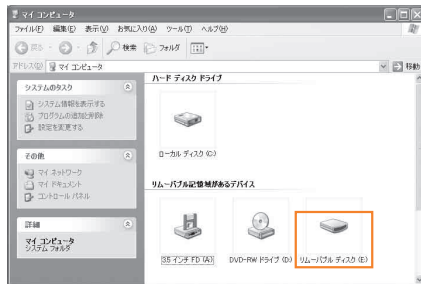 マイ コンピュータ
ファイル(F) 編集(E) 表示(V) お気に入り(A) ツール(T) ヘルプ(H)
戻る 検索 フォルダ
アドレス(D) マイ コンピュータ 移動
システムのタスク
システム情報を表示する
プログラムの追加と削除
設定を変更する
その他
マイ ネットワーク
マイ ドキュメント
コントロール パネル
詳細
マイ コンピュータ
システム フォルダ
ハード ディスク ドライブ
ローカル ディスク (C)
リムーバブル記憶域があるデバイス
3.5 インチ FD (A) DVD-RW ドライブ (D) リムーバブル ディスク (E)